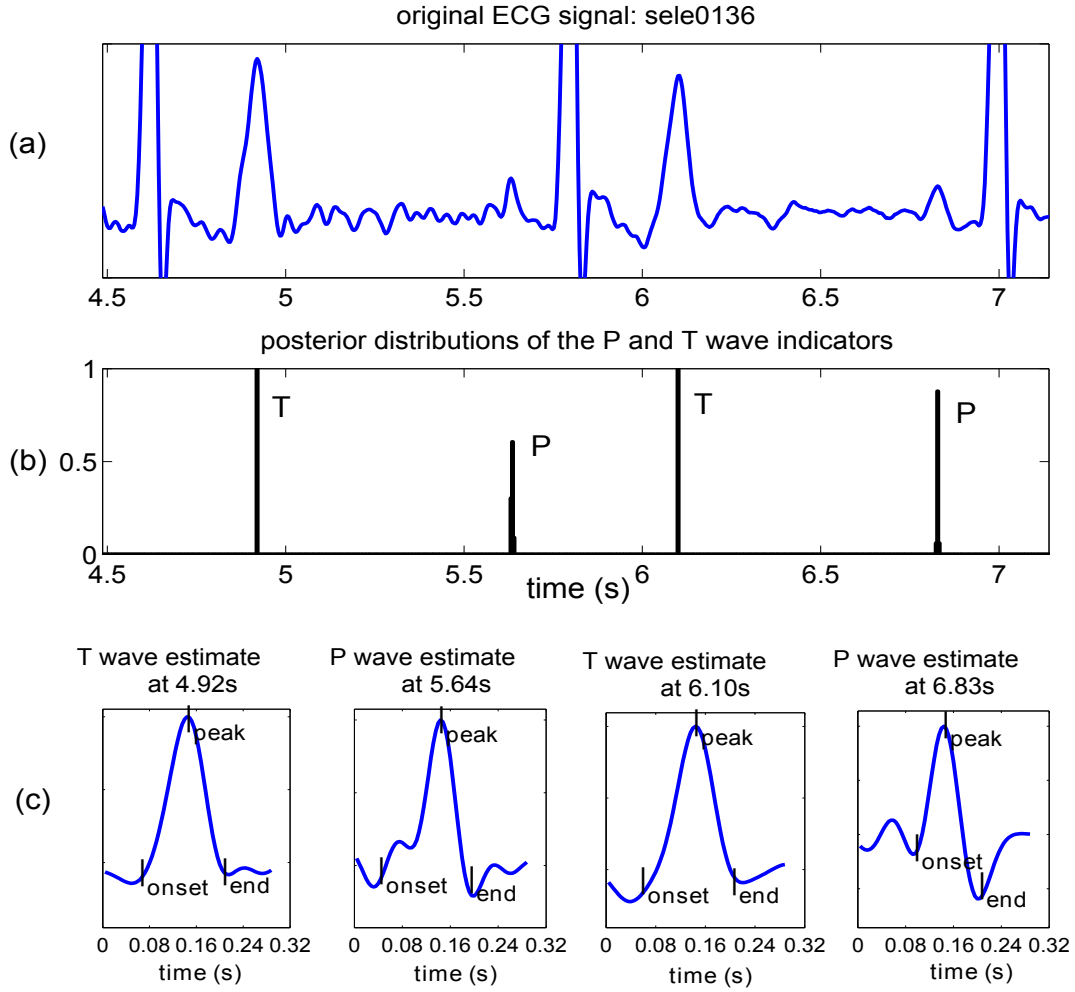 original ECG signal: sele0136
(a)
4.5 5 5.5 6 6.5 7
posterior distributions of the P and T wave indicators
1
0.5
0
(b)
T P T P
4.5 5 5.5 6 6.5 7
time (s)
(c)
T wave estimate
at 4.92s
peak
onset
end
0 0.08 0.16 0.24 0.32
time (s)
P wave estimate
at 5.64s
peak
onset
end
0 0.08 0.16 0.24 0.32
time (s)
T wave estimate
at 6.10s
peak
onset
end
0 0.08 0.16 0.24 0.32
time (s)
P wave estimate
at 6.83s
peak
onset
end
0 0.08 0.16 0.24 0.32
time (s)